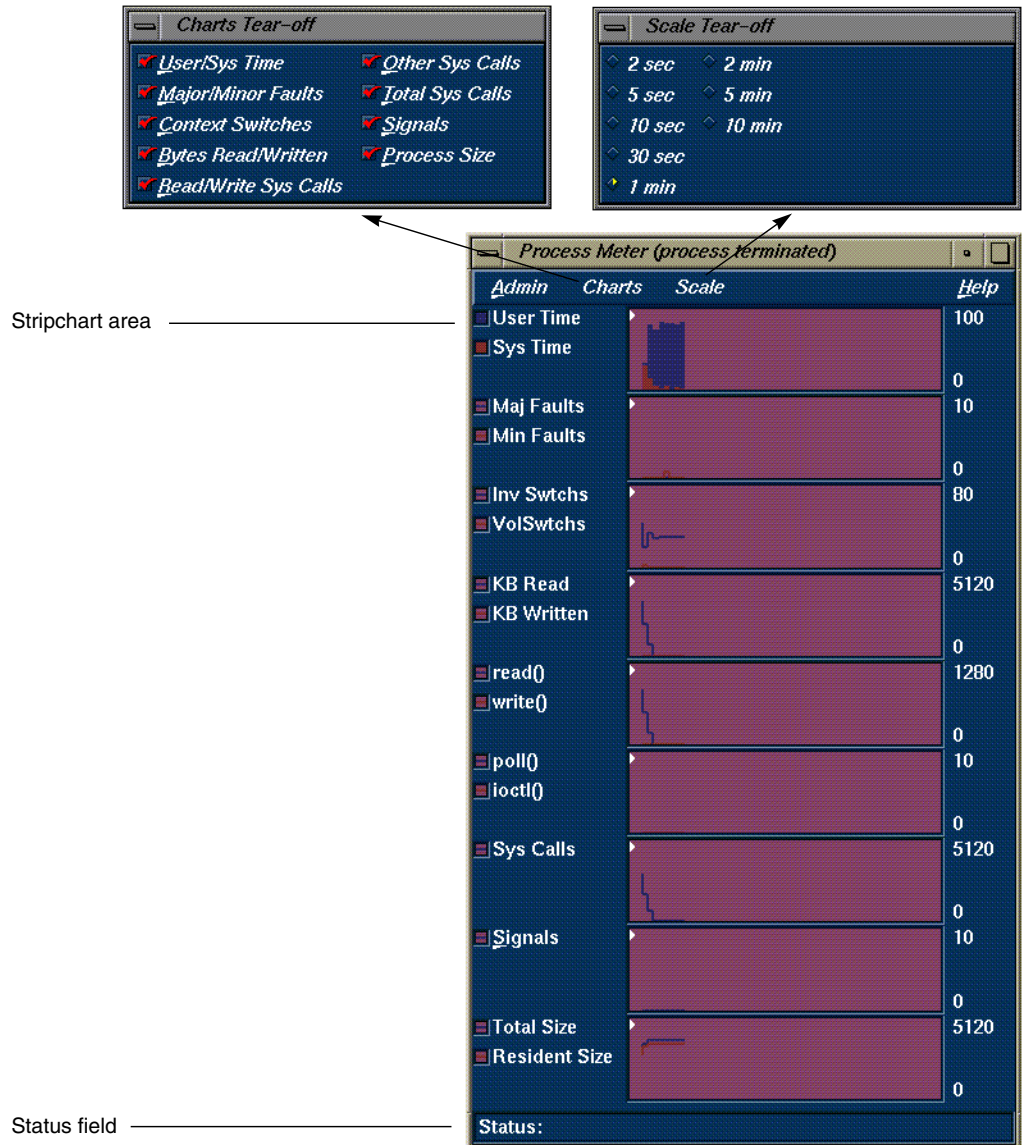 Charts Tear-off
User/Sys Time
Major/Minor Faults
Context Switches
Bytes Read/Written
Read/Write Sys Calls
Other Sys Calls
Total Sys Calls
Signals
Process Size
Scale Tear-off
2 sec
5 sec
10 sec
30 sec
1 min
2 min
5 min
10 min
Process Meter (process terminated)
Admin Charts Scale Help
Stripchart area
User Time 100
Sys Time
0
Maj Faults 10
Min Faults
0
Inv Swtchs 80
VolSwtchs
0
KB Read 5120
KB Written
0
read() 1280
write()
0
poll() 10
ioctl()
0
Sys Calls 5120
0
Signals 10
0
Total Size 5120
Resident Size
0
Status field
Status: